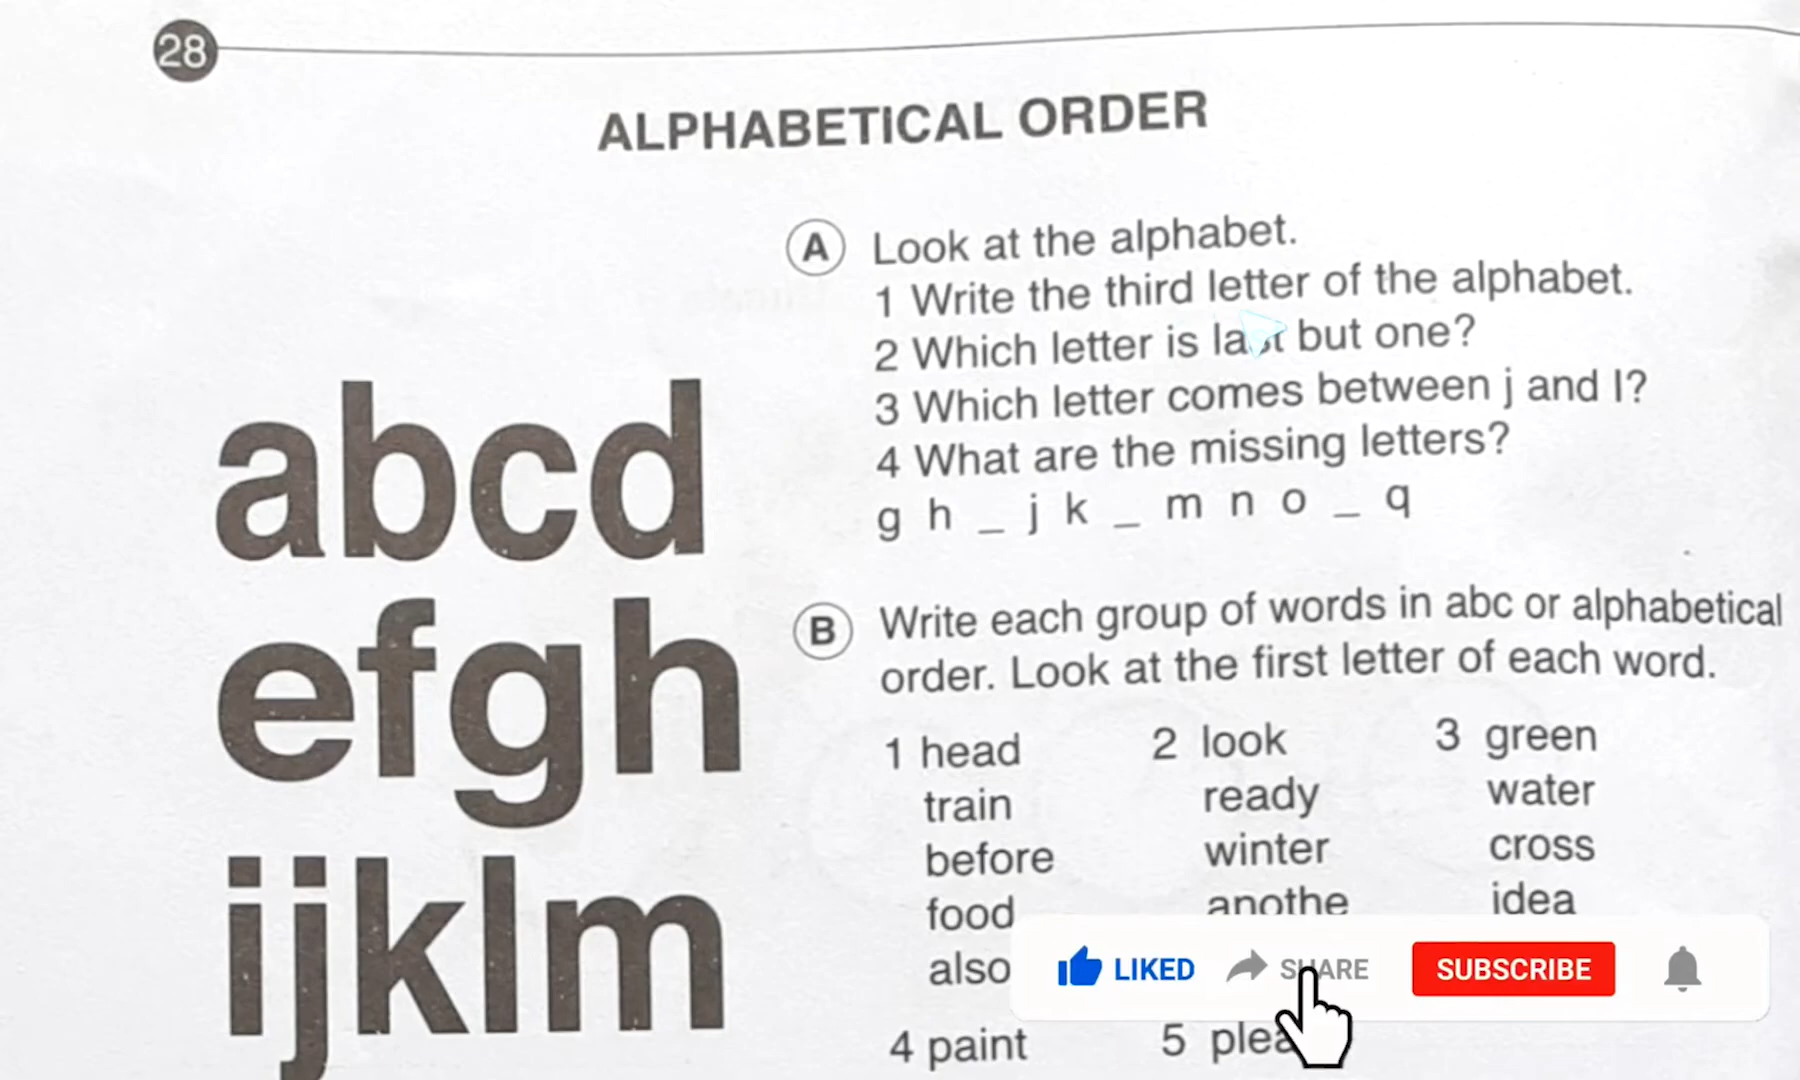 28
ALPHABETICAL ORDER
A Look at the alphabet.
1 Write the third letter of the alphabet.
2 Which letter is last but one?
3 Which letter comes between j and l?
4 What are the missing letters?
g h _ j k _ m n o _ q
abcd
efgh
ijklm
B Write each group of words in abc or alphabetical
order. Look at the first letter of each word.
1 head 2 look 3 green
train ready water
before winter cross
food anothe idea
also
LIKED SHARE SUBSCRIBE
4 paint 5